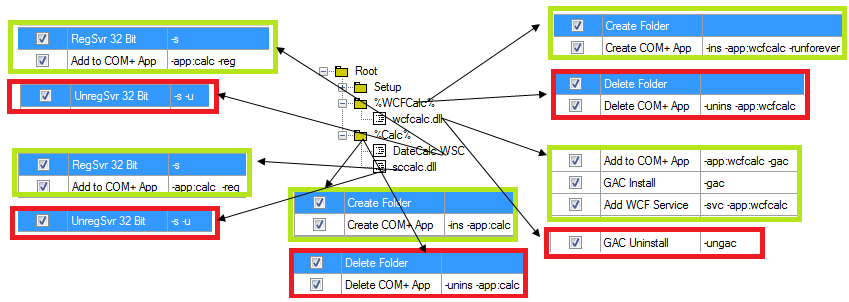 RegSvr 32 Bit -s
Add to COM+ App -app:calc -reg
UnregSvr 32 Bit -s -u
RegSvr 32 Bit -s
Add to COM+ App -app:calc -reg
UnregSvr 32 Bit -s -u
Root
Setup
%WCFCalc%
wcfcalc.dll
%Calc%
DateCalc.WSC
sccalc.dll
Create Folder
Create COM+ App -ins -app:calc
Delete Folder
Delete COM+ App -unins -app:calc
Create Folder
Create COM+ App -ins -app:wcfcalc -runforever
Delete Folder
Delete COM+ App -unins -app:wcfcalc
Add to COM+ App -app:wcfcalc -gac
GAC Install -gac
Add WCF Service -svc -app:wcfcalc
GAC Uninstall -ungac